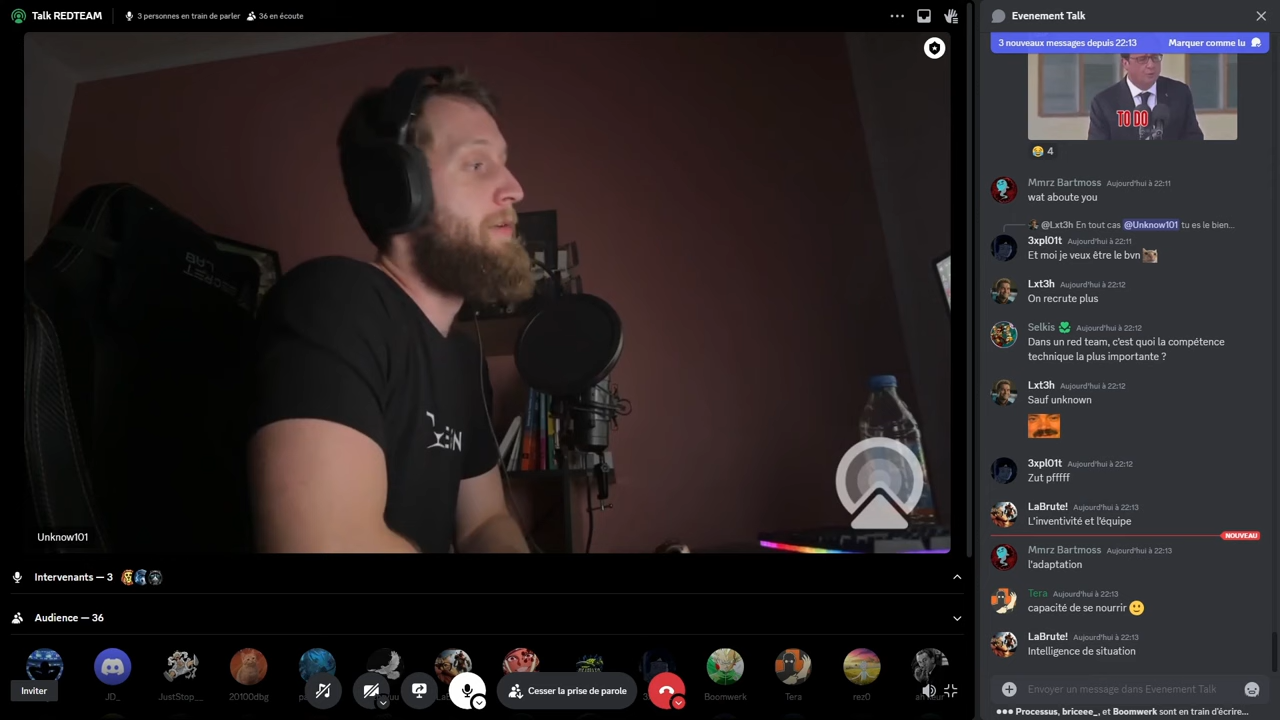 Talk REDTEAM
3 personnes en train de parler
36 en écoute
Unknow101
Intervenants — 3
Audience — 36
JD_
JustStop_
20100dbg
Boomwerk
Tera
rez0
Inviter
Cesser la prise de parole
Evenement Talk
3 nouveaux messages depuis 22:13
Marquer comme lu
TO DO
4
Mmrz Bartmoss Aujourd'hui à 22:11
wat aboute you
@Lxt3h En tout cas @Unknow101 tu es le bien...
3xpl01t Aujourd'hui à 22:11
Et moi je veux être le bvn
Lxt3h Aujourd'hui à 22:12
On recrute plus
Selkis Aujourd'hui à 22:12
Dans un red team, c'est quoi la compétence
technique la plus importante ?
Lxt3h Aujourd'hui à 22:12
Sauf unknown
3xpl01t Aujourd'hui à 22:12
Zut pfffff
LaBrute! Aujourd'hui à 22:13
L'inventivité et l'équipe
NOUVEAU
Mmrz Bartmoss Aujourd'hui à 22:13
l'adaptation
Tera Aujourd'hui à 22:13
capacité de se nourrir
LaBrute! Aujourd'hui à 22:13
Intelligence de situation
Envoyer un message dans Evenement Talk
Processus, briceee_, et Boomwerk sont en train d'écrire...